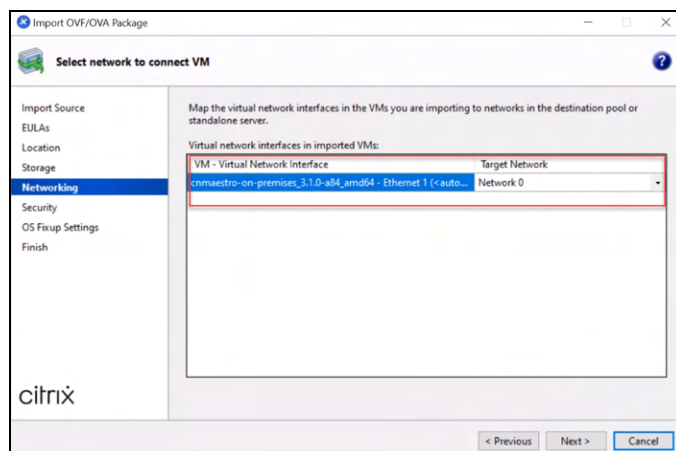 Import OVF/OVA Package
Select network to connect VM
Import Source
EULAs
Location
Storage
Networking
Security
OS Fixup Settings
Finish
Map the virtual network interfaces in the VMs you are importing to networks in the destination pool or
standalone server.
Virtual network interfaces in imported VMs:
VM - Virtual Network Interface Target Network
cnmaestro-on-premises_3.1.0-a84_amd64 - Ethernet 1 (<auto... Network 0
citrix
< Previous Next > Cancel